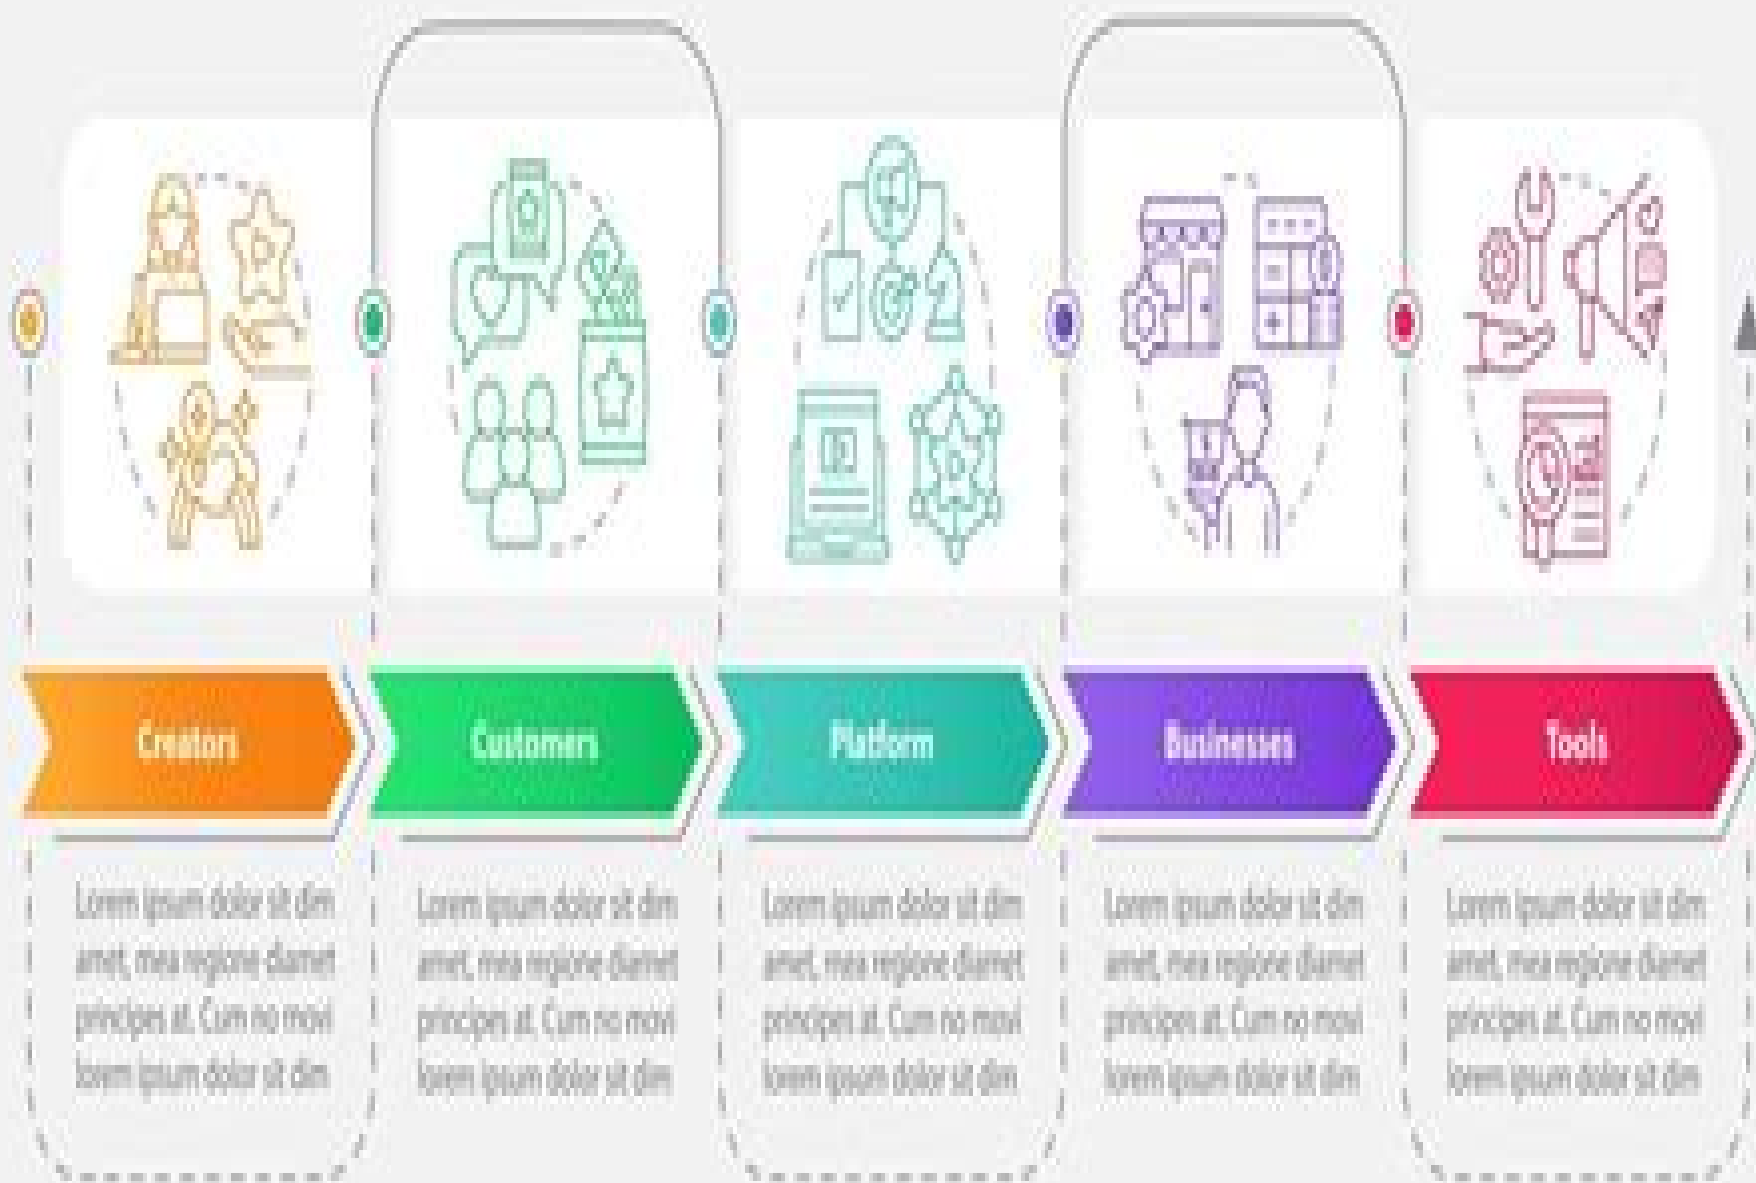 Creators
Customers
Platform
Businesses
Tools
Lorem ipsum dolor sit dim
amet, mea regione diamet
principes at. Cum no movi
lorem ipsum dolor sit dim
Lorem ipsum dolor sit dim
amet, mea regione diamet
principes at. Cum no movi
lorem ipsum dolor sit dim
Lorem ipsum dolor sit dim
amet, mea regione diamet
principes at. Cum no movi
lorem ipsum dolor sit dim
Lorem ipsum dolor sit dim
amet, mea regione diamet
principes at. Cum no movi
lorem ipsum dolor sit dim
Lorem ipsum dolor sit dim
amet, mea regione diamet
principes at. Cum no movi
lorem ipsum dolor sit dim